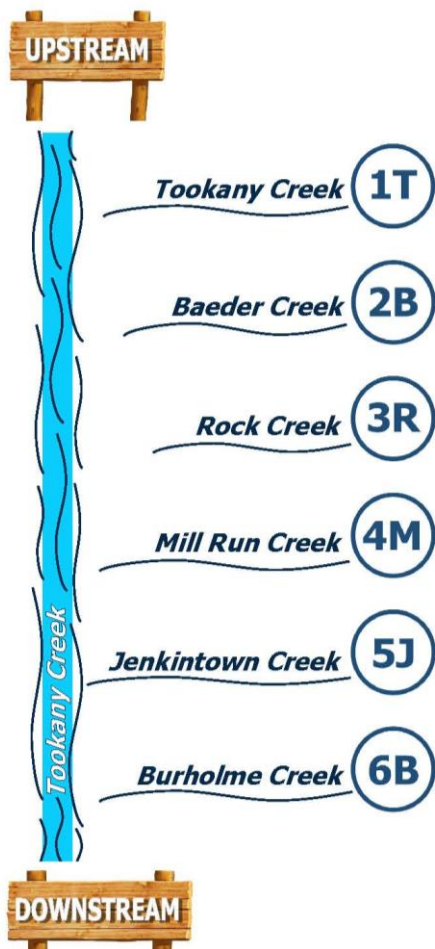 UPSTREAM
Tookany Creek 1T
Baeder Creek 2B
Rock Creek 3R
Mill Run Creek 4M
Jenkintown Creek 5J
Tookany Creek
Burholme Creek 6B
DOWNSTREAM